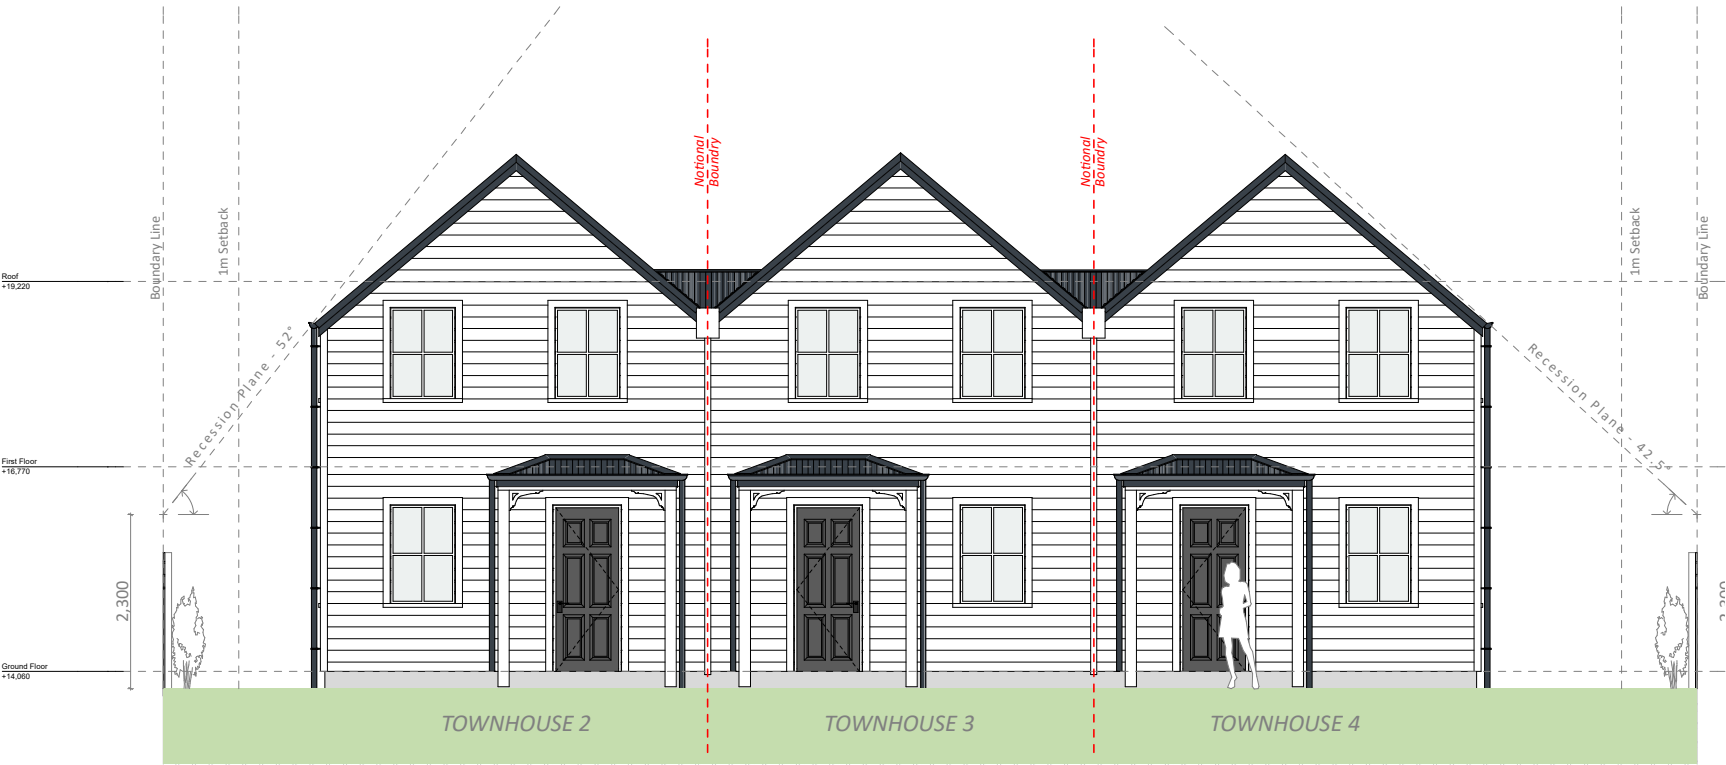 Notional
Boundry
Notional
Boundry
Boundary Line
1m Setback
1m Setback
Boundary Line
Roof
+19,220
Recession Plane - 52°
Recession Plane - 42.5°
First Floor
+16,770
2,300
2,300
Ground Floor
+14,060
TOWNHOUSE 2
TOWNHOUSE 3
TOWNHOUSE 4